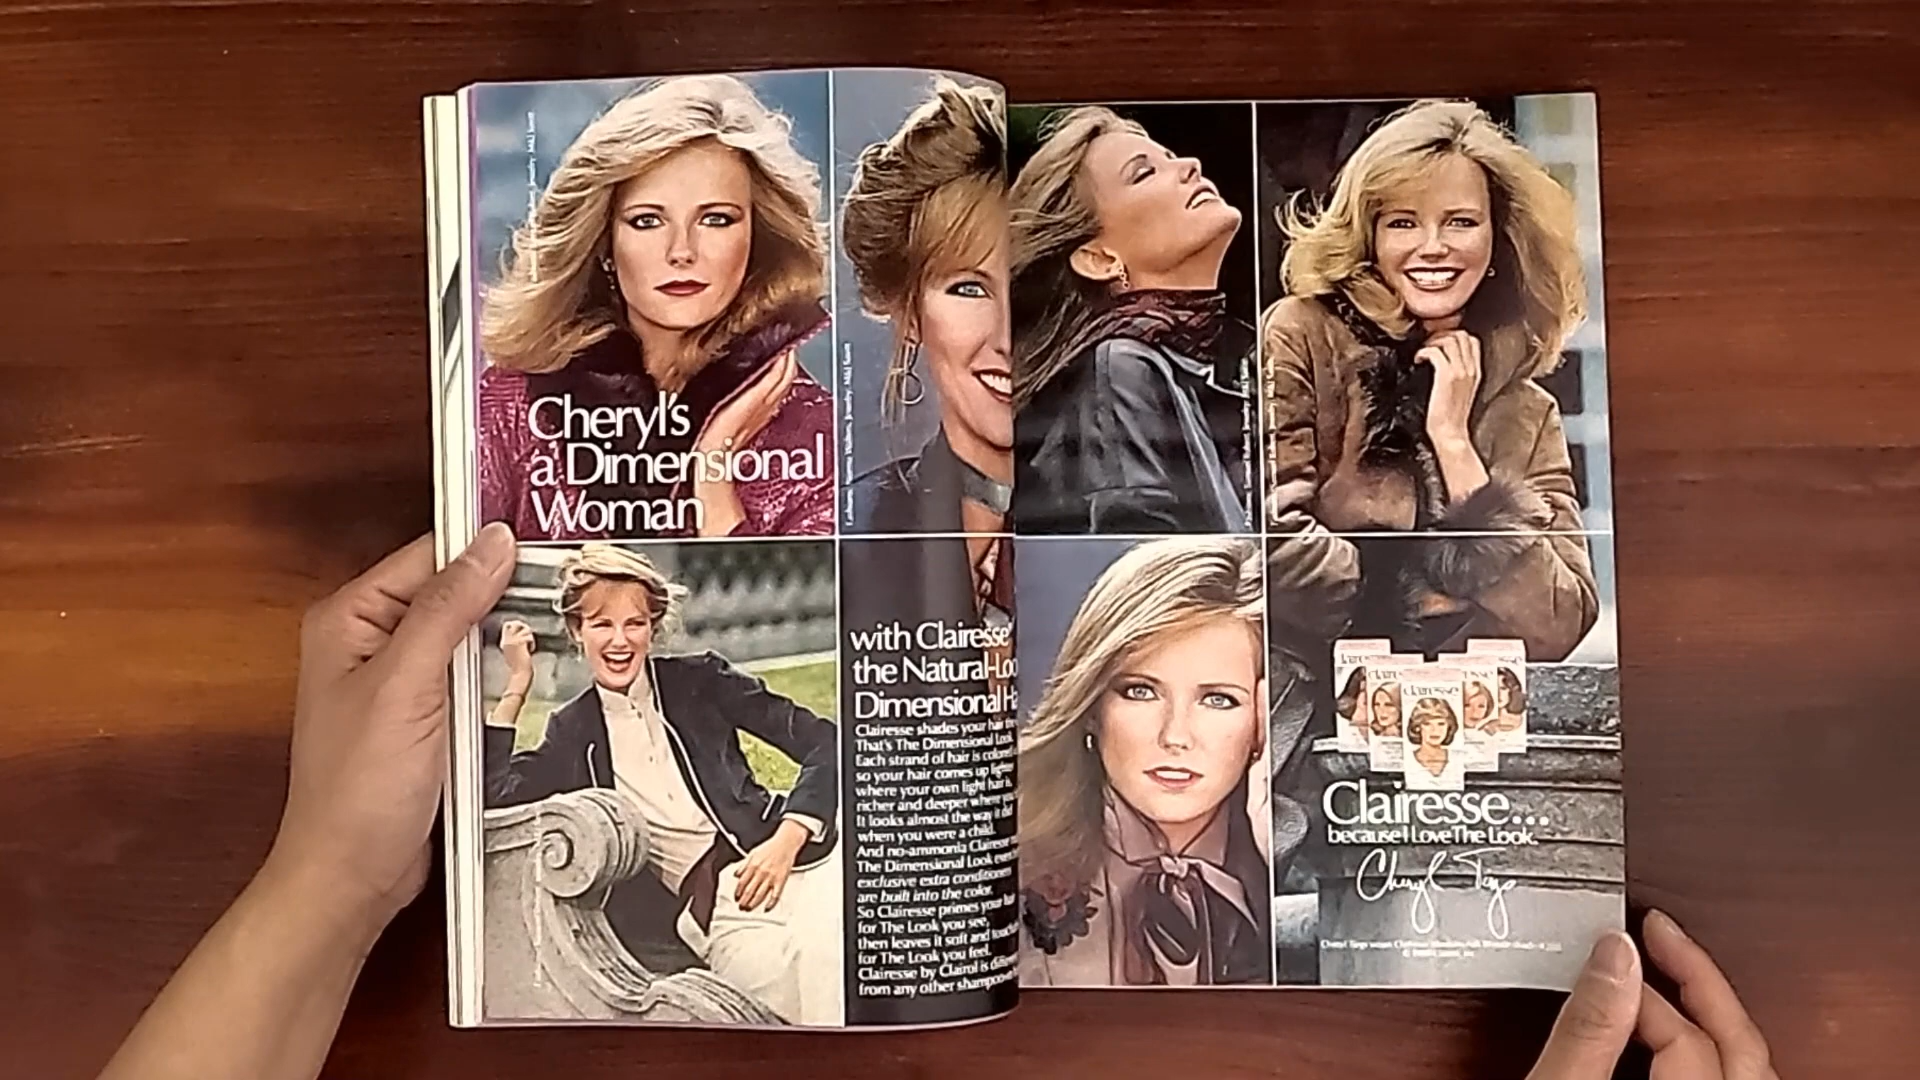 Cheryl's
a Dimensional
Woman
with Clairesse
the Natural-Loo
Dimensional Ha
Clairesse shades your hair
That's The Dimensional Look.
Each strand of hair is colored
so your hair comes up lighter
where your own light hair is,
richer and deeper where
It looks almost the way it did
when you were a child.
And no-ammonia Clairesse
The Dimensional Look even
exclusive extra conditioners
are built into the color.
So Clairesse primes your hair
for The Look you see,
then leaves it soft and
for The Look you feel.
Clairesse by Clairol is
from any other shampoo-
clairesse
Clairesse...
because I Love The Look.
Cheryl Tiegs